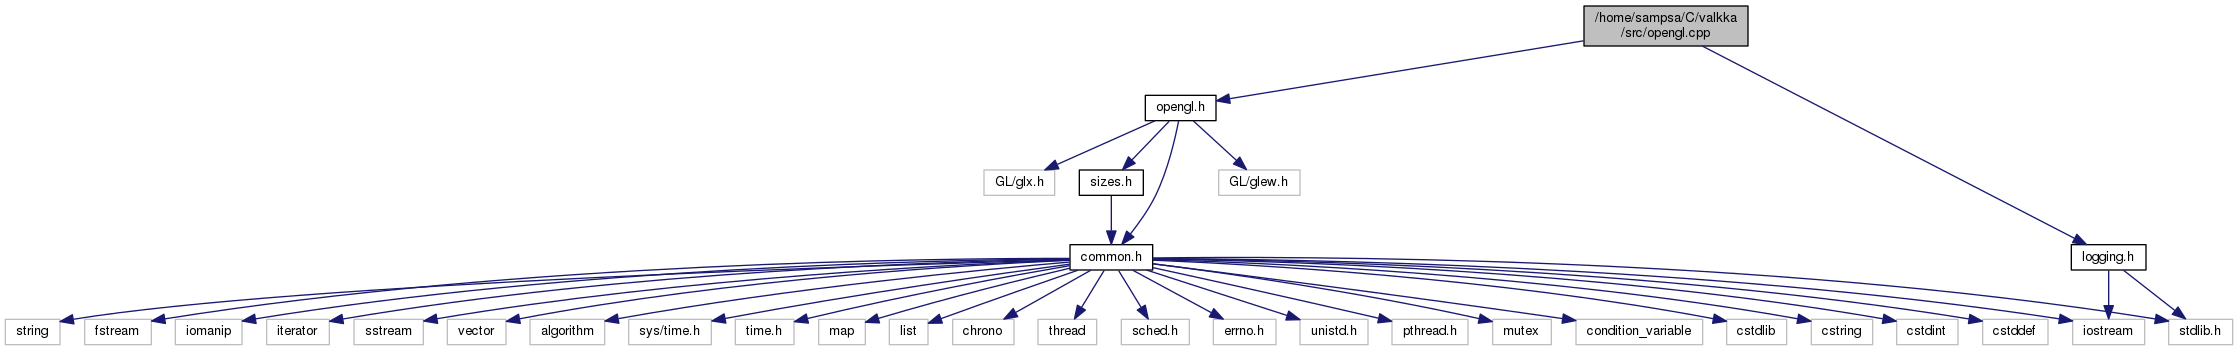 /home/sampsa/C/valkka
/src/opengl.cpp
opengl.h
GL/glx.h
sizes.h
GL/glew.h
common.h
logging.h
string
fstream
iomanip
iterator
sstream
vector
algorithm
sys/time.h
time.h
map
list
chrono
thread
sched.h
errno.h
unistd.h
pthread.h
mutex
condition_variable
cstdlib
cstring
cstdint
cstddef
iostream
stdlib.h